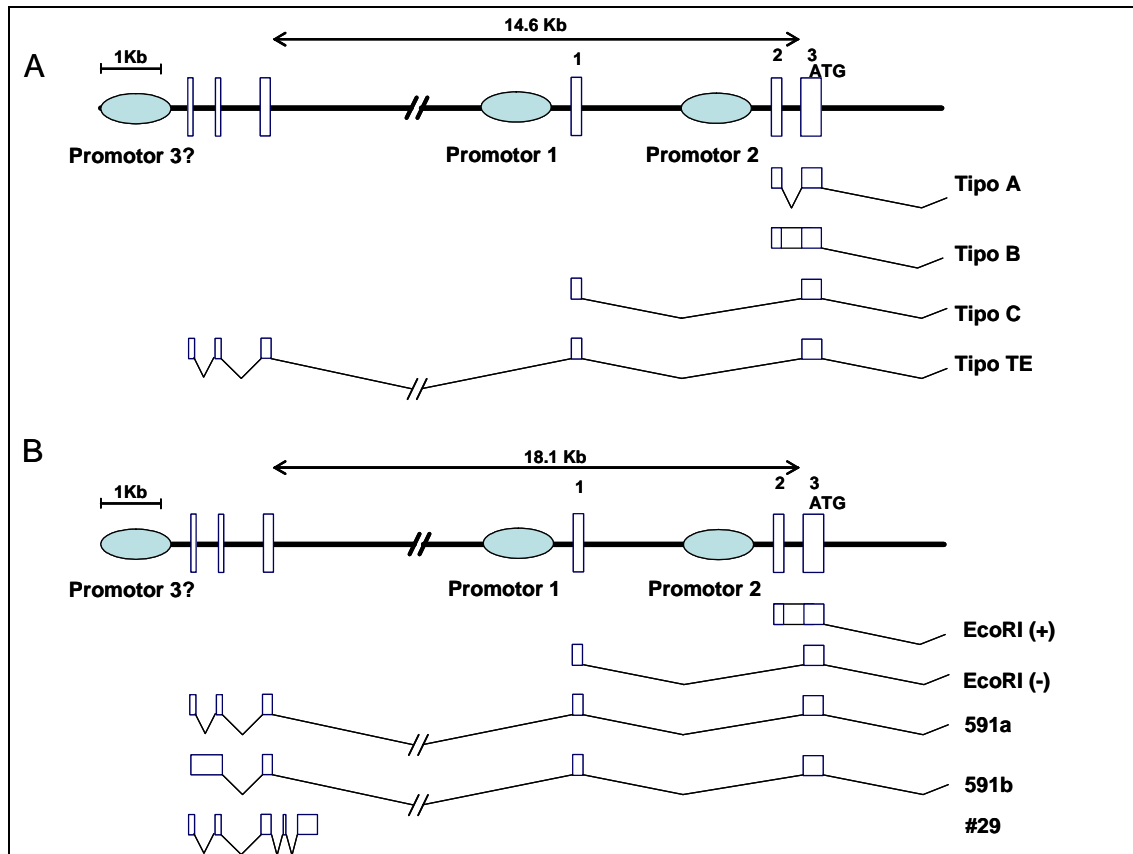 14.6 Kb
A
1Kb
1
2
3
ATG
Promotor 3?
Promotor 1
Promotor 2
Tipo A
Tipo B
Tipo C
Tipo TE
B
18.1 Kb
1Kb
1
2
3
ATG
Promotor 3?
Promotor 1
Promotor 2
EcoRI (+)
EcoRI (-)
591a
591b
#29